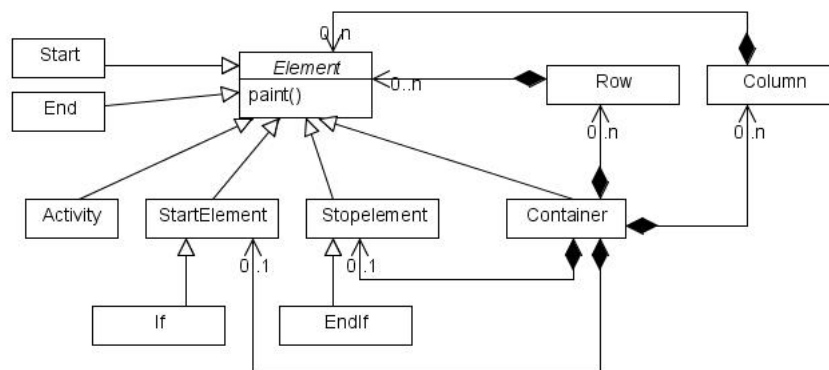 0..n
Start
Element
Row
Column
paint()
0..n
End
0..n
0..n
Activity
StartElement
Stopelement
Container
0..1
0..1
If
EndIf